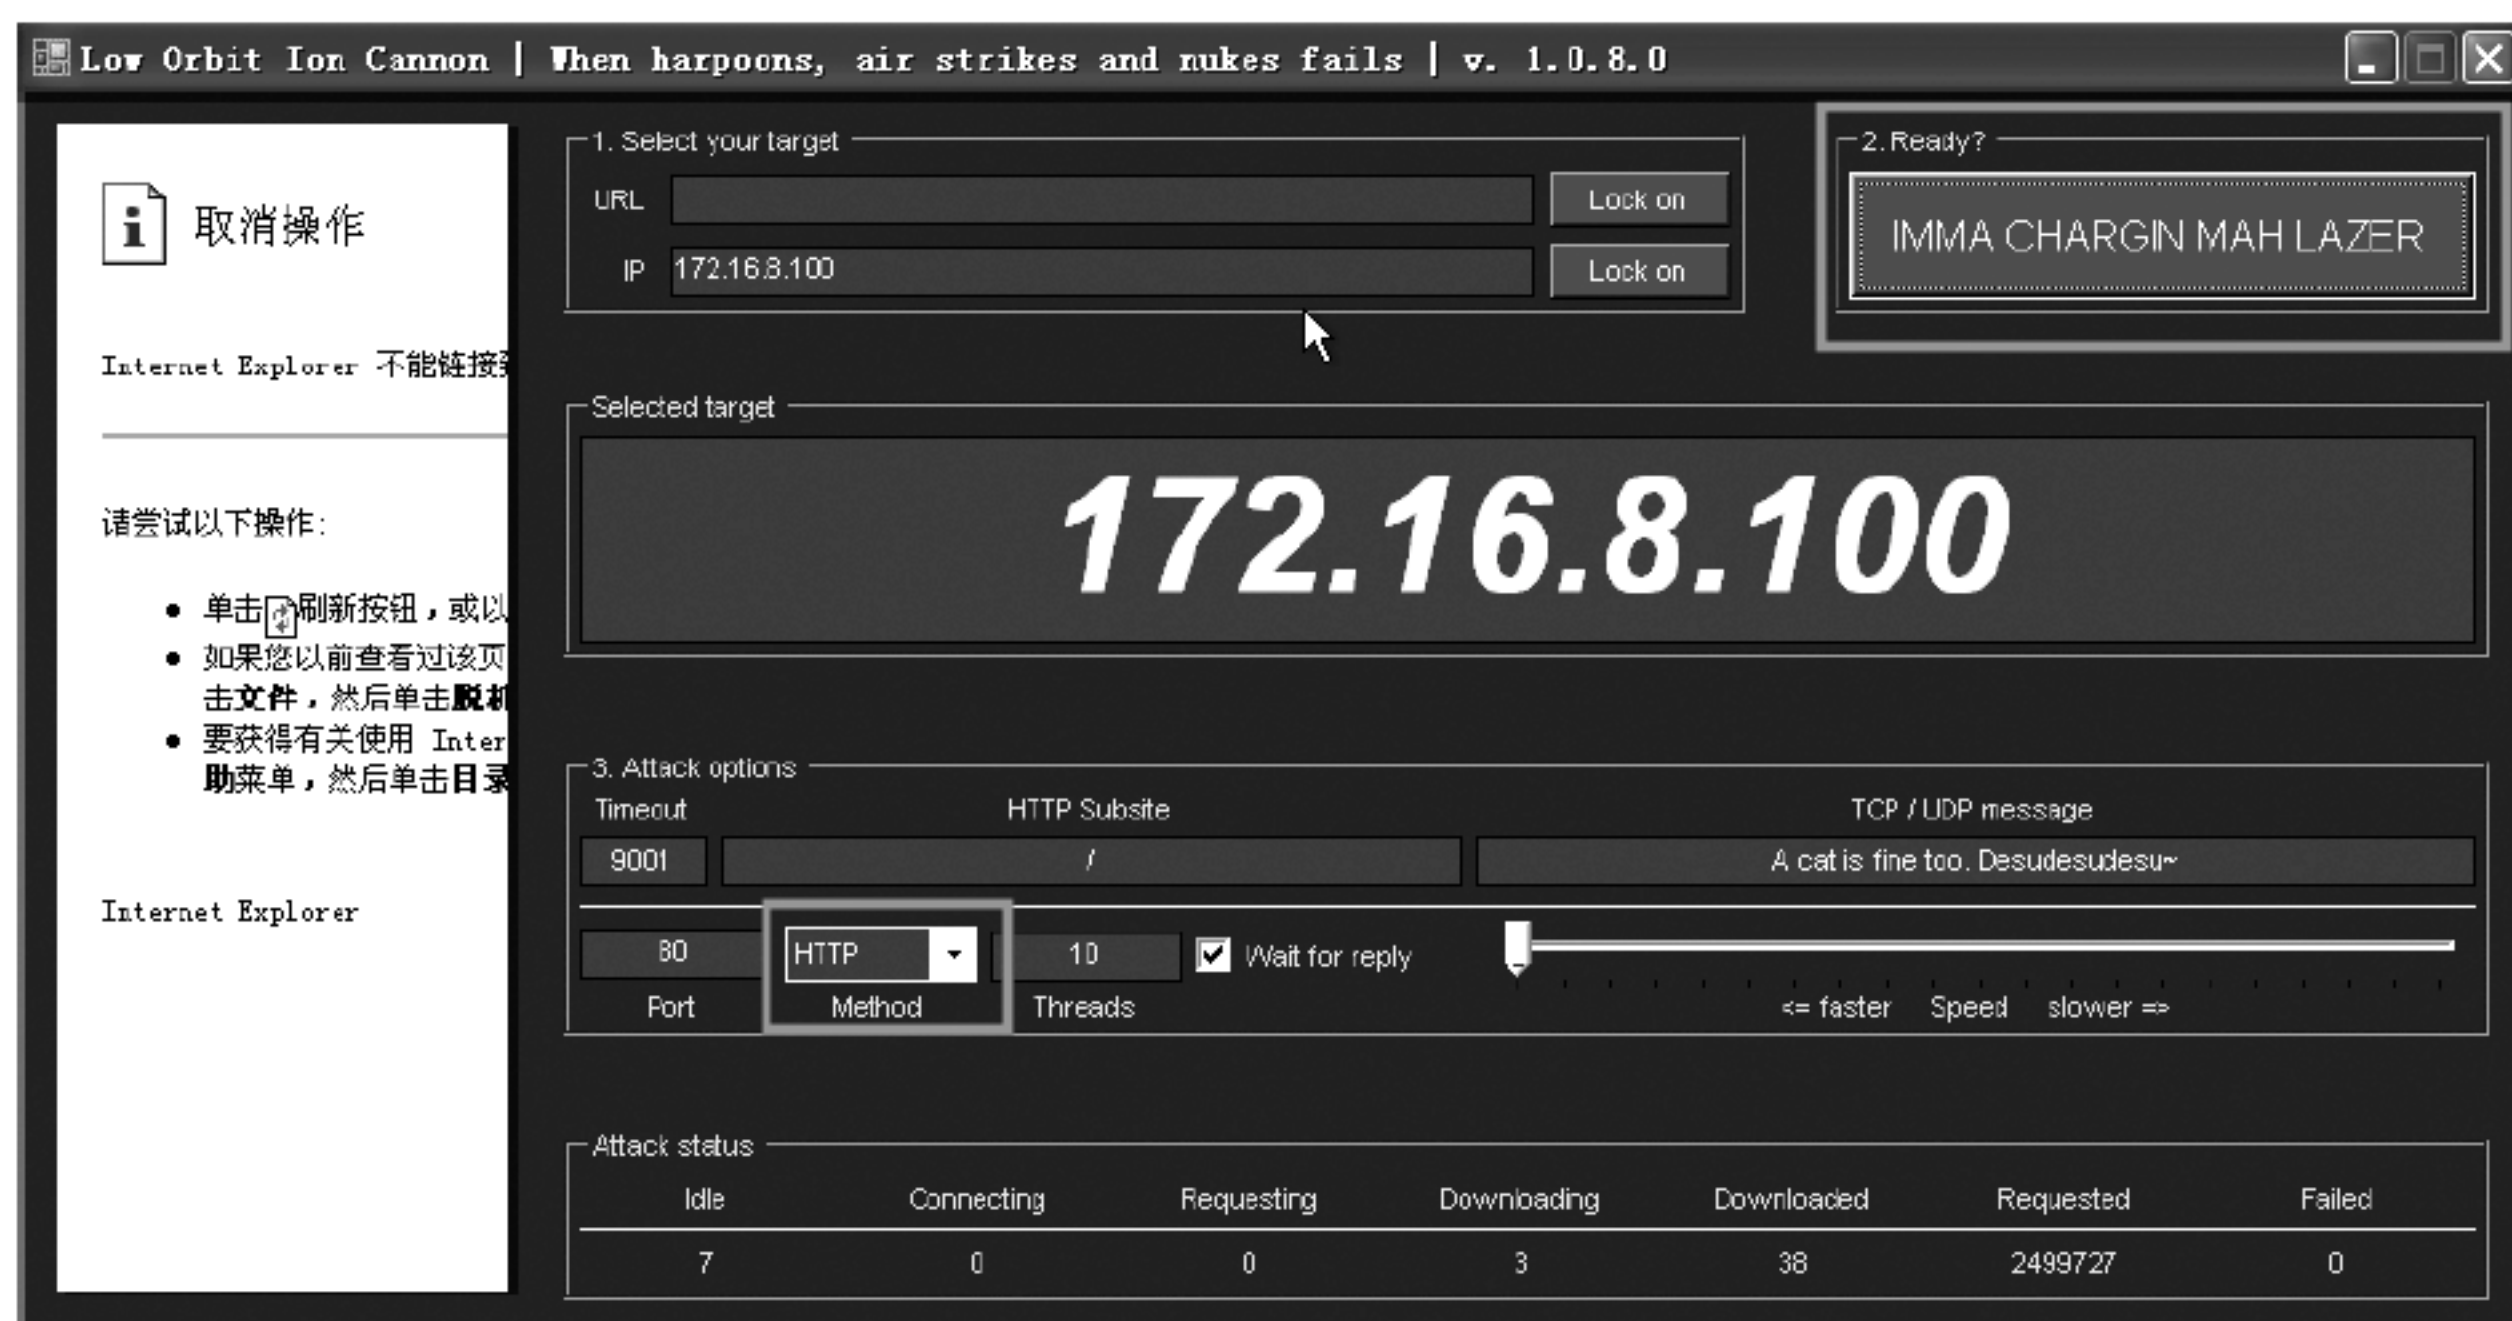 Low Orbit Ion Cannon | When harpoons, air strikes and nukes fails | v. 1.0.8.0
取消操作
Internet Explorer 不能链接到
请尝试以下操作:
单击 刷新按钮，或以
如果您以前查看过该页
击文件，然后单击脱机
要获得有关使用 Inter
助菜单，然后单击目录
Internet Explorer
1. Select your target
URL
Lock on
IP 172.16.8.100 Lock on
2. Ready?
IMMA CHARGIN MAH LAZER
Selected target
172.16.8.100
3. Attack options
Timeout HTTP Subsite TCP / UDP message
9001 / A cat is fine too. Desudesudesu~
80 HTTP 10 Wait for reply
Port Method Threads <= faster Speed slower =>
Attack status
Idle Connecting Requesting Downloading Downloaded Requested Failed
7 0 0 3 38 2499727 0